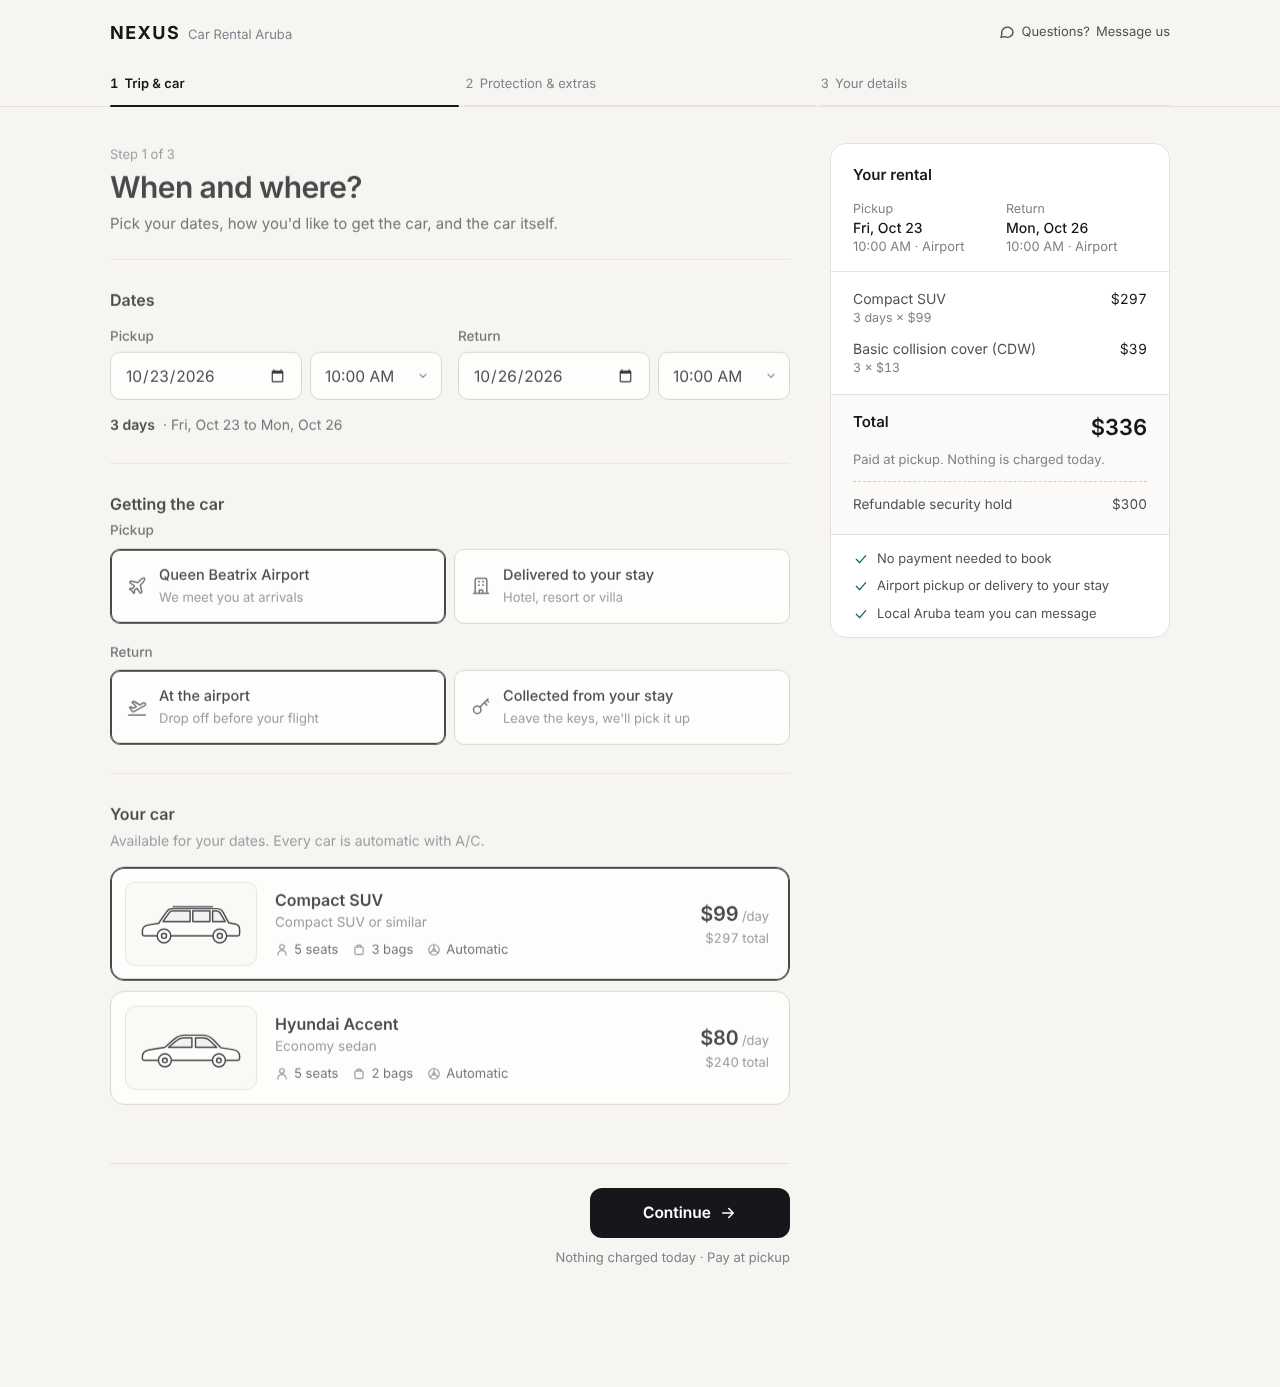 NEXUS Car Rental Aruba
Questions? Message us
1 Trip & car
2 Protection & extras
3 Your details
Step 1 of 3
When and where?
Pick your dates, how you'd like to get the car, and the car itself.
Dates
Pickup
Return
10/23/2026
10:00 AM
10/26/2026
10:00 AM
3 days · Fri, Oct 23 to Mon, Oct 26
Getting the car
Pickup
Queen Beatrix Airport
We meet you at arrivals
Delivered to your stay
Hotel, resort or villa
Return
At the airport
Drop off before your flight
Collected from your stay
Leave the keys, we'll pick it up
Your car
Available for your dates. Every car is automatic with A/C.
Compact SUV
Compact SUV or similar
5 seats 3 bags Automatic
$99 /day
$297 total
Hyundai Accent
Economy sedan
5 seats 2 bags Automatic
$80 /day
$240 total
Continue
Nothing charged today · Pay at pickup
Your rental
Pickup
Fri, Oct 23
10:00 AM · Airport
Return
Mon, Oct 26
10:00 AM · Airport
Compact SUV $297
3 days × $99
Basic collision cover (CDW) $39
3 × $13
Total $336
Paid at pickup. Nothing is charged today.
Refundable security hold $300
No payment needed to book
Airport pickup or delivery to your stay
Local Aruba team you can message